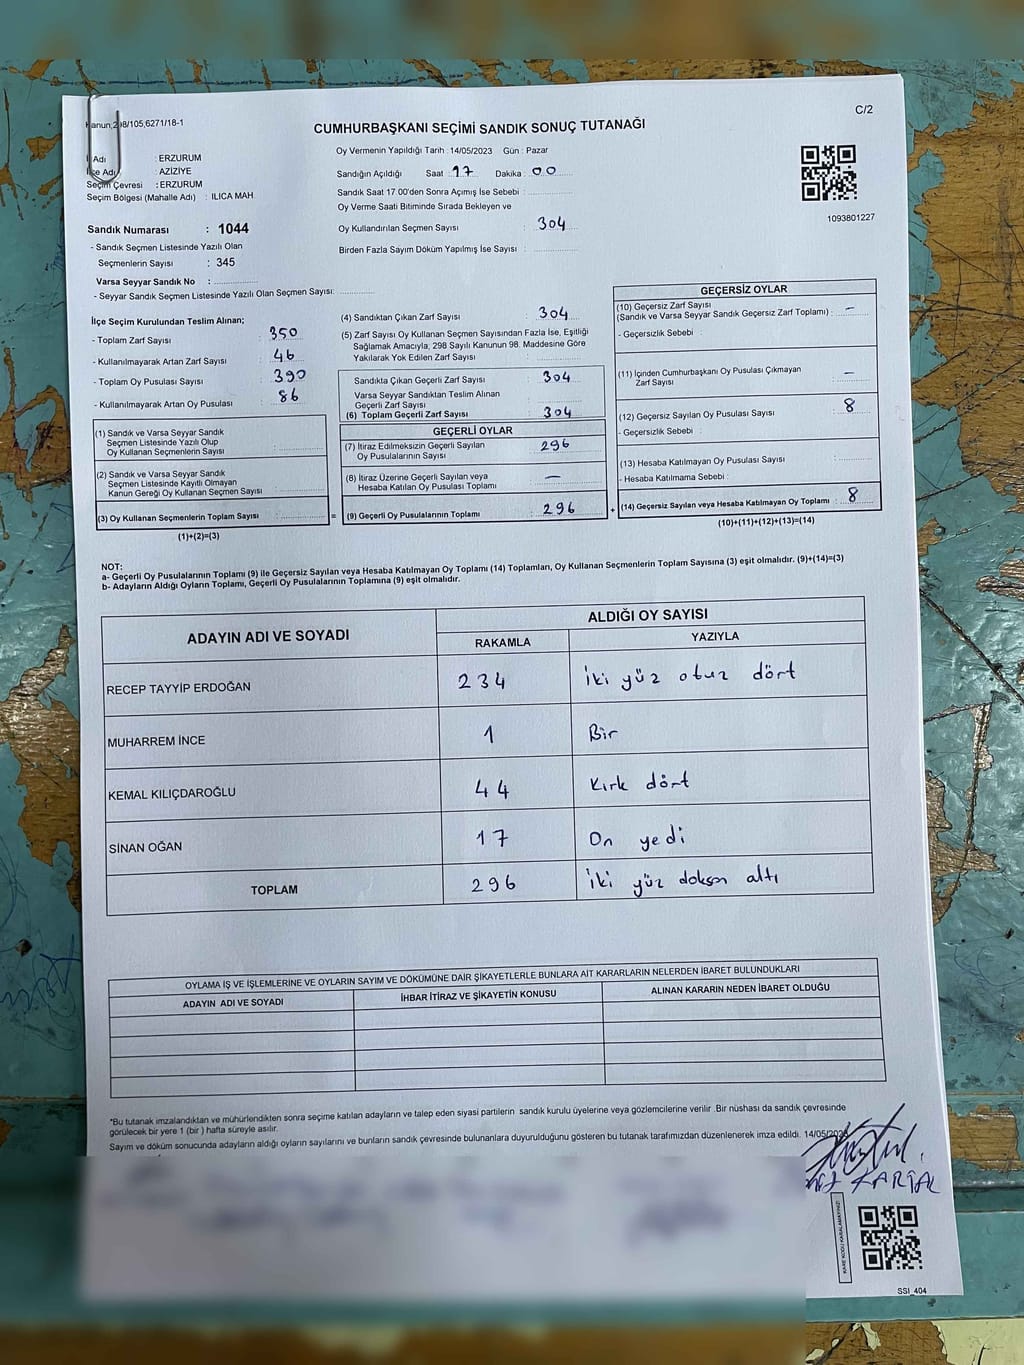 C/2
Kanun,298/105,6271/18-1
CUMHURBAŞKANI SEÇİMİ SANDIK SONUÇ TUTANAĞI
İl Adı : ERZURUM
İlçe Adı : AZİZİYE
Seçim Çevresi : ERZURUM
Seçim Bölgesi (Mahalle Adı) : ILICA MAH.
Sandık Numarası : 1044
- Sandık Seçmen Listesinde Yazılı Olan
Seçmenlerin Sayısı : 345
Varsa Seyyar Sandık No :
- Seyyar Sandık Seçmen Listesinde Yazılı Olan Seçmen Sayısı:
Oy Vermenin Yapıldığı Tarih : 14/05/2023 Gün : Pazar
Sandığın Açıldığı Saat : 17 Dakika : 00
Sandık Saat 17.00'den Sonra Açımış İse Sebebi :
Oy Verme Saati Bitiminde Sırada Bekleyen ve
Oy Kullandırılan Seçmen Sayısı : 304
Birden Fazla Sayım Döküm Yapılmış İse Sayısı :
1093801227
İlçe Seçim Kurulundan Teslim Alınan;
- Toplam Zarf Sayısı : 350
- Kullanılmayarak Artan Zarf Sayısı : 46
- Toplam Oy Pusulası Sayısı : 390
- Kullanılmayarak Artan Oy Pusulası : 86
(1) Sandık ve Varsa Seyyar Sandık
Seçmen Listesinde Yazılı Olup
Oy Kullanan Seçmenlerin Sayısı :
(2) Sandık ve Varsa Seyyar Sandık
Seçmen Listesinde Kayıtlı Olmayan
Kanun Gereği Oy Kullanan Seçmen Sayısı :
(3) Oy Kullanan Seçmenlerin Toplam Sayısı : =
(1)+(2)=(3)
(4) Sandıktan Çıkan Zarf Sayısı : 304
(5) Zarf Sayısı Oy Kullanan Seçmen Sayısından Fazla İse, Eşitliği
Sağlamak Amacıyla, 298 Sayılı Kanunun 98. Maddesine Göre
Yakılarak Yok Edilen Zarf Sayısı :
Sandıkta Çıkan Geçerli Zarf Sayısı : 304
Varsa Seyyar Sandıktan Teslim Alınan
Geçerli Zarf Sayısı :
(6) Toplam Geçerli Zarf Sayısı : 304
GEÇERLİ OYLAR
(7) İtiraz Edilmeksizin Geçerli Sayılan
Oy Pusulalarının Sayısı : 296
(8) İtiraz Üzerine Geçerli Sayılan veya
Hesaba Katılan Oy Pusulası Toplamı : —
(9) Geçerli Oy Pusulalarının Toplamı : 296 +
GEÇERSİZ OYLAR
(10) Geçersiz Zarf Sayısı
(Sandık ve Varsa Seyyar Sandık Geçersiz Zarf Toplamı) : —
- Geçersizlik Sebebi :
(11) İçinden Cumhurbaşkanı Oy Pusulası Çıkmayan
Zarf Sayısı : —
(12) Geçersiz Sayılan Oy Pusulası Sayısı : 8
- Geçersizlik Sebebi :
(13) Hesaba Katılmayan Oy Pusulası Sayısı :
- Hesaba Katılmama Sebebi :
(14) Geçersiz Sayılan veya Hesaba Katılmayan Oy Toplamı : 8
(10)+(11)+(12)+(13)=(14)
NOT:
a- Geçerli Oy Pusulalarının Toplamı (9) ile Geçersiz Sayılan veya Hesaba Katılmayan Oy Toplamı (14) Toplamları, Oy Kullanan Seçmenlerin Toplam Sayısına (3) eşit olmalıdır. (9)+(14)=(3)
b- Adayların Aldığı Oyların Toplamı, Geçerli Oy Pusulalarının Toplamına (9) eşit olmalıdır.
ADAYIN ADI VE SOYADI
ALDIĞI OY SAYISI
RAKAMLA YAZIYLA
RECEP TAYYİP ERDOĞAN 234 İki yüz otuz dört
MUHARREM İNCE 1 Bir
KEMAL KILIÇDAROĞLU 44 Kırk dört
SİNAN OĞAN 17 On yedi
TOPLAM 296 İki yüz doksan altı
OYLAMA İŞ VE İŞLEMLERİNE VE OYLARIN SAYIM VE DÖKÜMÜNE DAİR ŞİKAYETLERLE BUNLARA AİT KARARLARIN NELERDEN İBARET BULUNDUKLARI
ADAYIN ADI VE SOYADI İHBAR İTİRAZ VE ŞİKAYETİN KONUSU ALINAN KARARIN NEDEN İBARET OLDUĞU
*Bu tutanak imzalandıktan ve mühürlendikten sonra seçime katılan adayların ve talep eden siyasi partilerin sandık kurulu üyelerine veya gözlemcilerine verilir .Bir nüshası da sandık çevresinde
görülecek bir yere 1 (bir ) hafta süreyle asılır.
Sayım ve döküm sonucunda adayların aldığı oyların sayılarını ve bunların sandık çevresinde bulunanlara duyurulduğunu gösteren bu tutanak tarafımızdan düzenlenerek imza edildi. 14/05/2023
KARTAL
KARE KODU KARALAMAYINIZ!
SSI_404